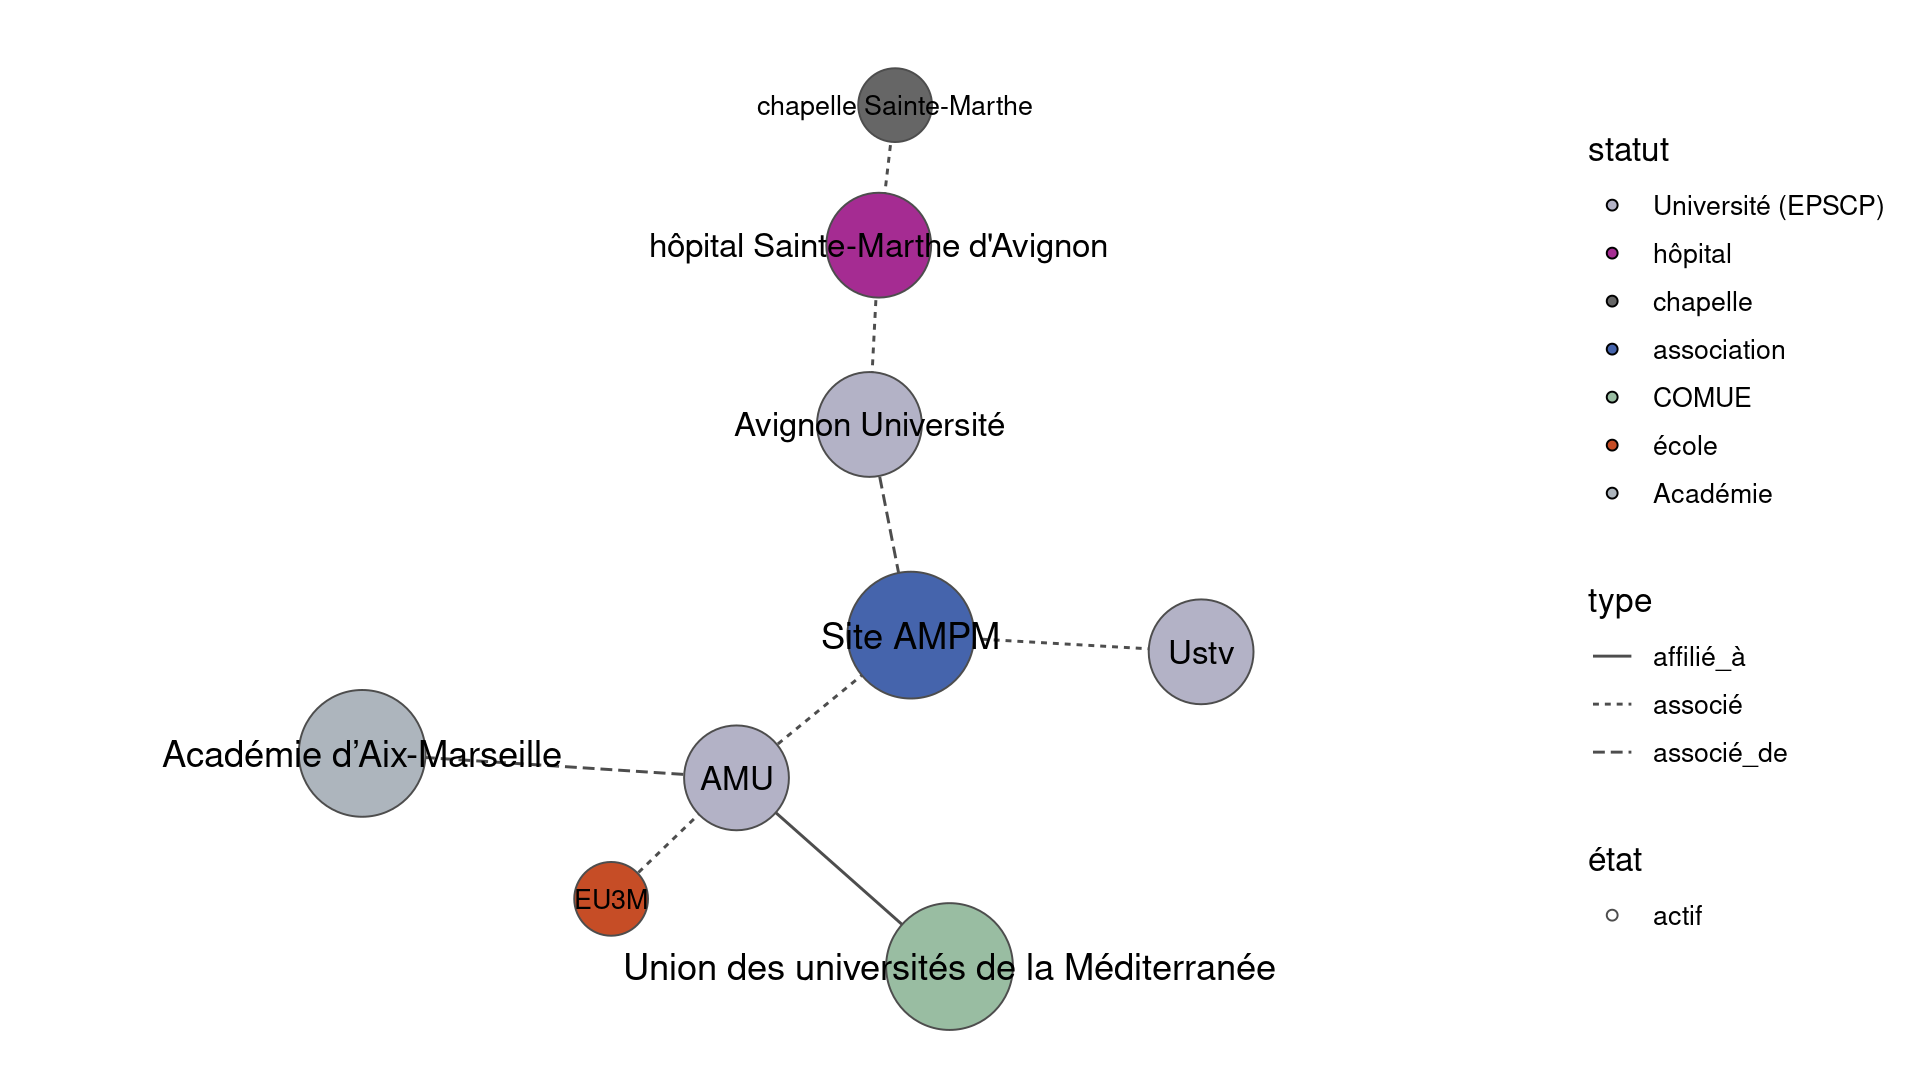 chapelle Sainte-Marthe
hôpital Sainte-Marthe d'Avignon
Avignon Université
Site AMPM
Ustv
Académie d’Aix-Marseille
AMU
EU3M
Union des universités de la Méditerranée
statut
Université (EPSCP)
hôpital
chapelle
association
COMUE
école
Académie
type
affilié_à
associé
associé_de
état
actif